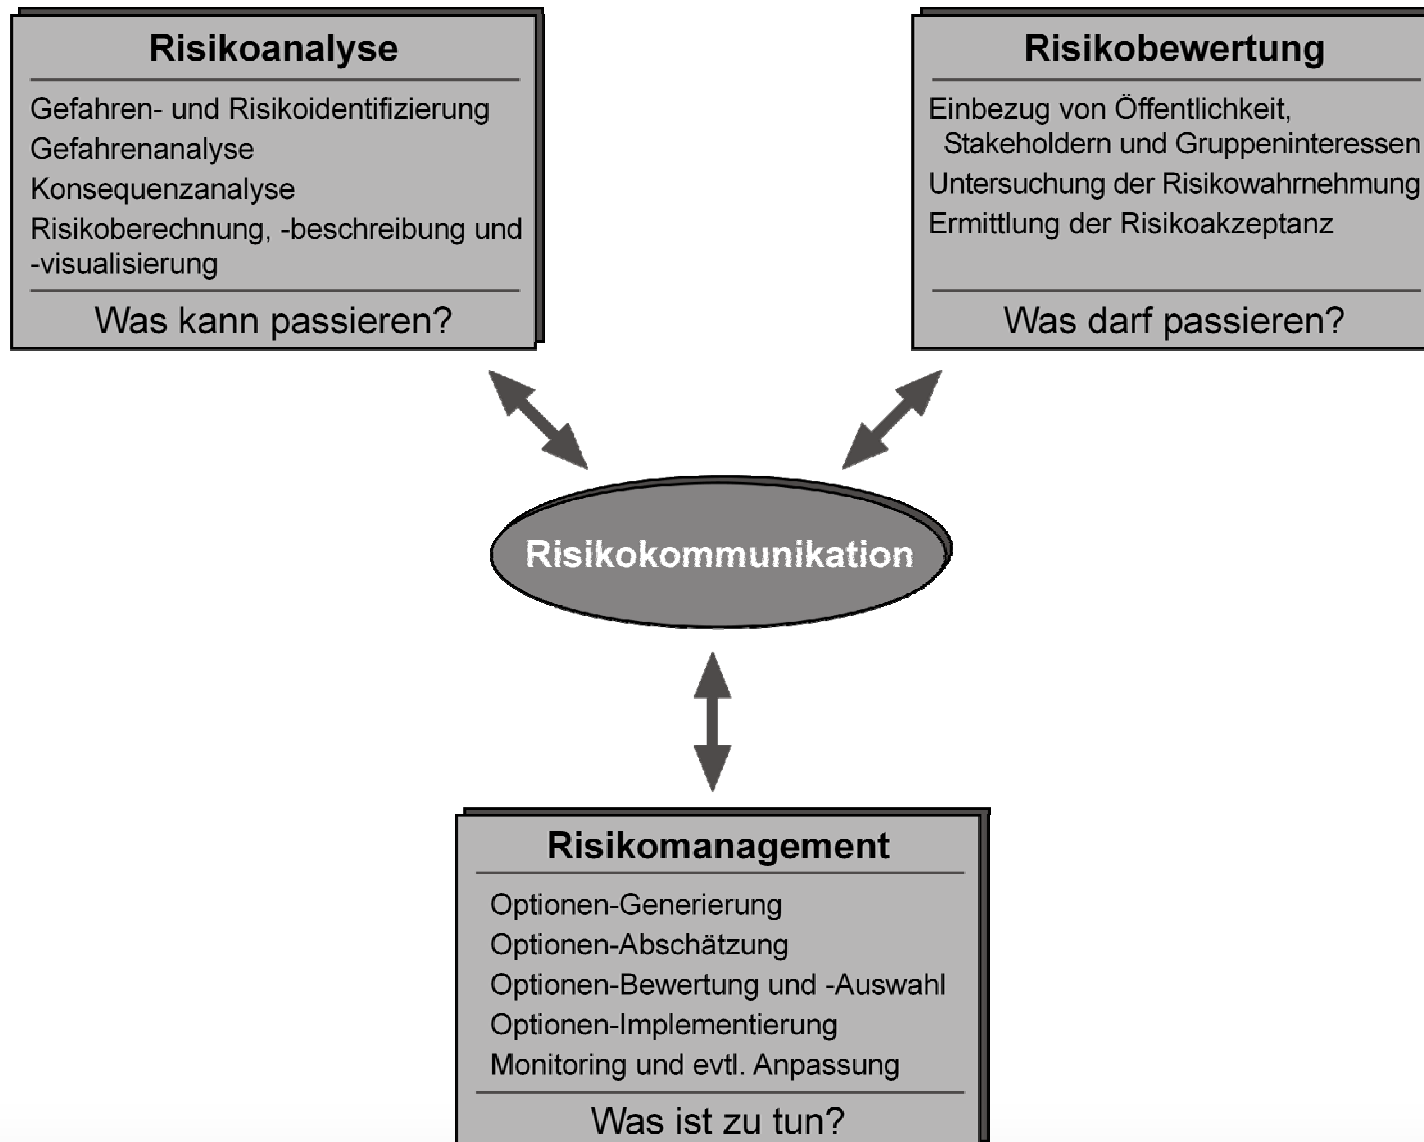 Risikoanalyse
Gefahren- und Risikoidentifizierung
Gefahrenanalyse
Konsequenzanalyse
Risikoberechnung, -beschreibung und
-visualisierung
Was kann passieren?
Risikobewertung
Einbezug von Öffentlichkeit,
Stakeholdern und Gruppeninteressen
Untersuchung der Risikowahrnehmung
Ermittlung der Risikoakzeptanz
Was darf passieren?
Risikokommunikation
Risikomanagement
Optionen-Generierung
Optionen-Abschätzung
Optionen-Bewertung und -Auswahl
Optionen-Implementierung
Monitoring und evtl. Anpassung
Was ist zu tun?